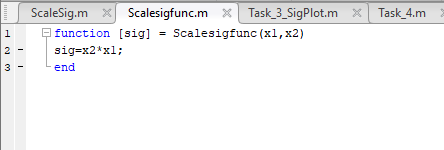 ScaleSig.m Scalesigfunc.m Task_3_SigPlot.m Task_4.m
1 function [sig] = Scalesigfunc(x1,x2)
2 - sig=x2*x1;
3 - end